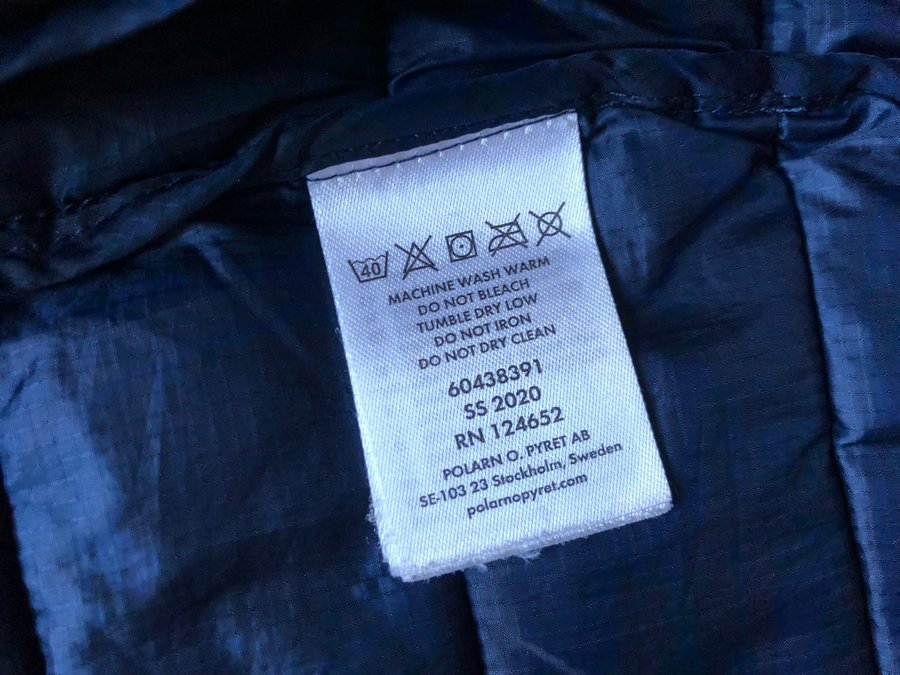 40
MACHINE WASH WARM
DO NOT BLEACH
TUMBLE DRY LOW
DO NOT IRON
DO NOT DRY CLEAN
60438391
SS 2020
RN 124652
POLARN O. PYRET AB
SE-103 23 Stockholm, Sweden
polarnopyret.com